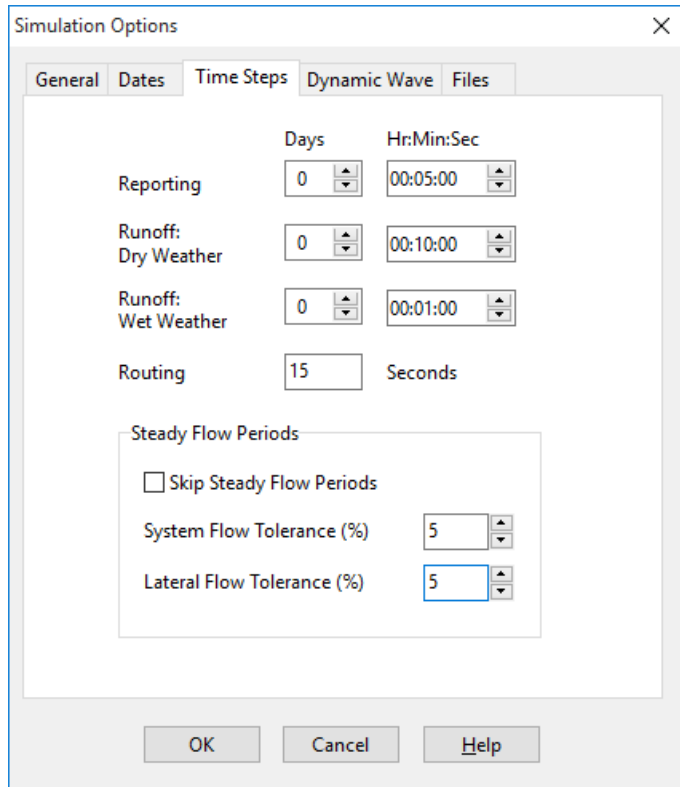 Simulation Options
General Dates Time Steps Dynamic Wave Files
Days Hr:Min:Sec
Reporting 0 00:05:00
Runoff:
Dry Weather 0 00:10:00
Runoff:
Wet Weather 0 00:01:00
Routing 15 Seconds
Steady Flow Periods
Skip Steady Flow Periods
System Flow Tolerance (%) 5
Lateral Flow Tolerance (%) 5
OK Cancel Help